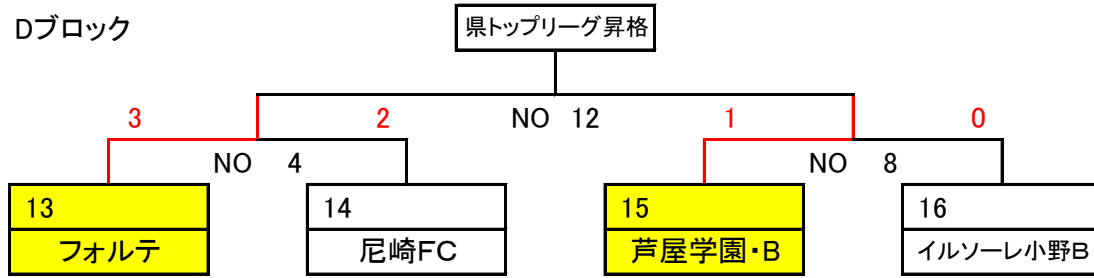 Dブロック
県トップリーグ昇格
3 2 NO 12 1 0
NO 4 NO 8
13 14 15 16
フォルテ 尼崎FC 芦屋学園・B イルソーレ小野B